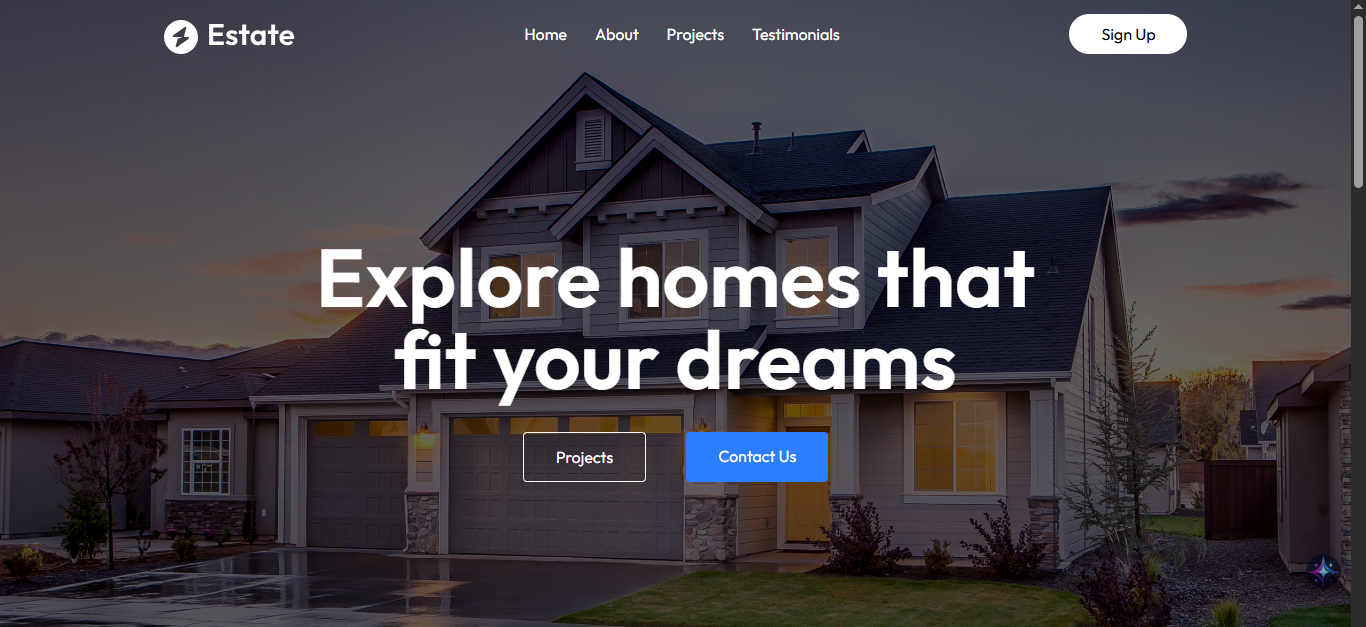 Estate
Home About Projects Testimonials
Sign Up
Explore homes that
fit your dreams
Projects
Contact Us